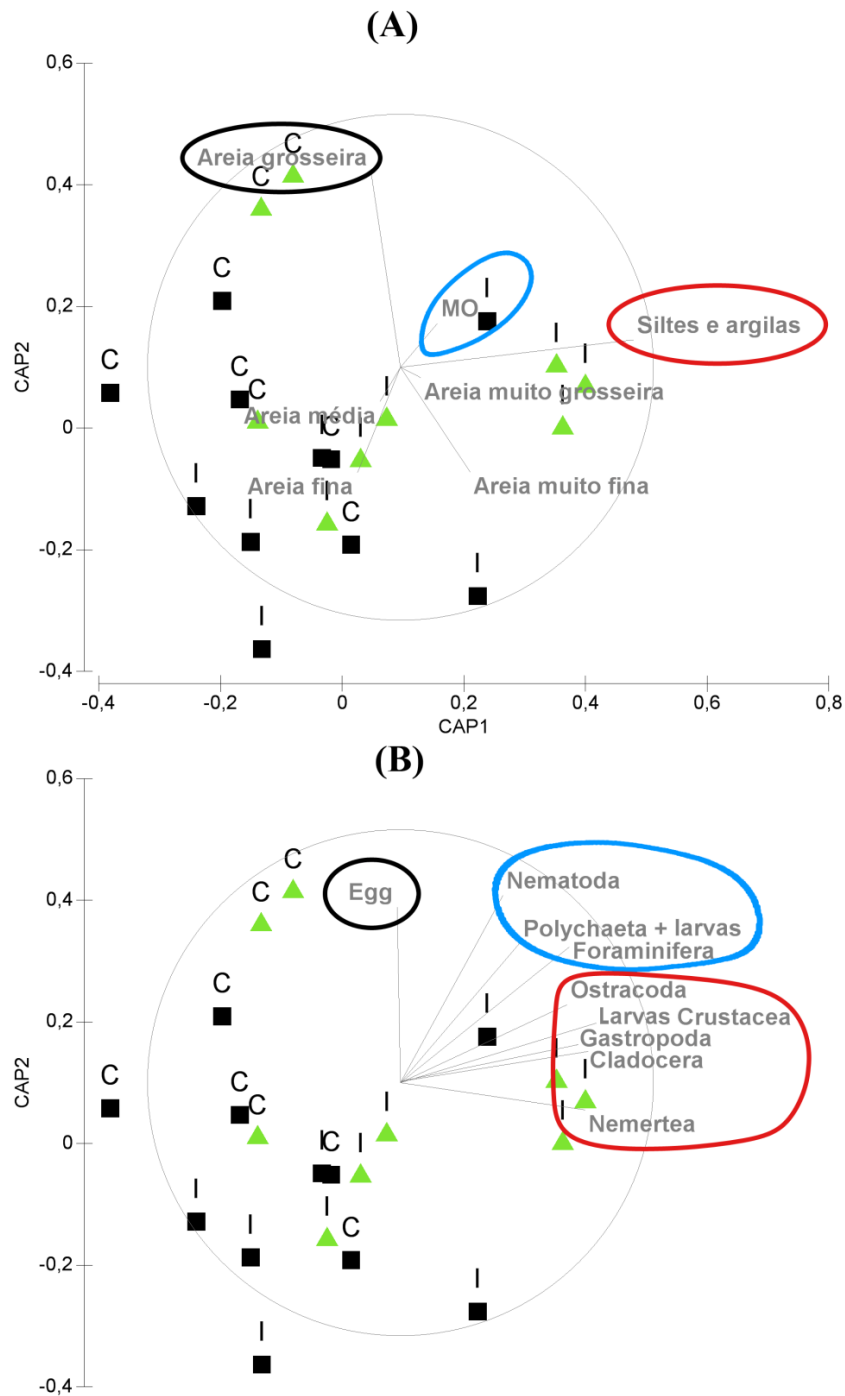 (A)
0,6
C
Areia grosseira
C
0,4
C
I
MO
I
0,2
Siltes e argilas
I
C
C
I
Areia muito grosseira
I
Areia média
I
I
C
0
I
Areia fina
Areia muito fina
I
I
C
-0,2
I
I
-0,4
-0,4
-0,2
0
0,2
0,4
0,6
0,8
CAP1
CAP2
(B)
0,6
C
Egg
Nematoda
C
0,4
Polychaeta + larvas
Foraminifera
C
I
Ostracoda
0,2
Larvas Crustacea
I
Gastropoda
Cladocera
I
C
C
C
I
I
Nemertea
I
C
I
0
I
I
I
C
-0,2
I
I
-0,4
CAP2